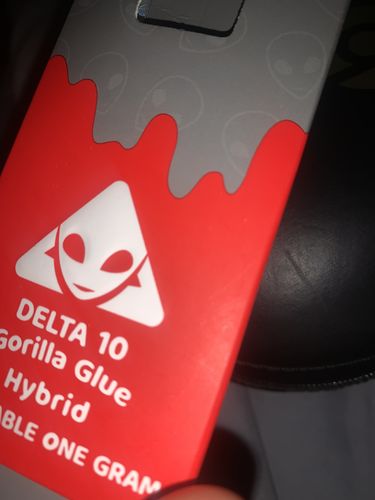 DELTA 10
Gorilla Glue
Hybrid
ABLE ONE GRAM